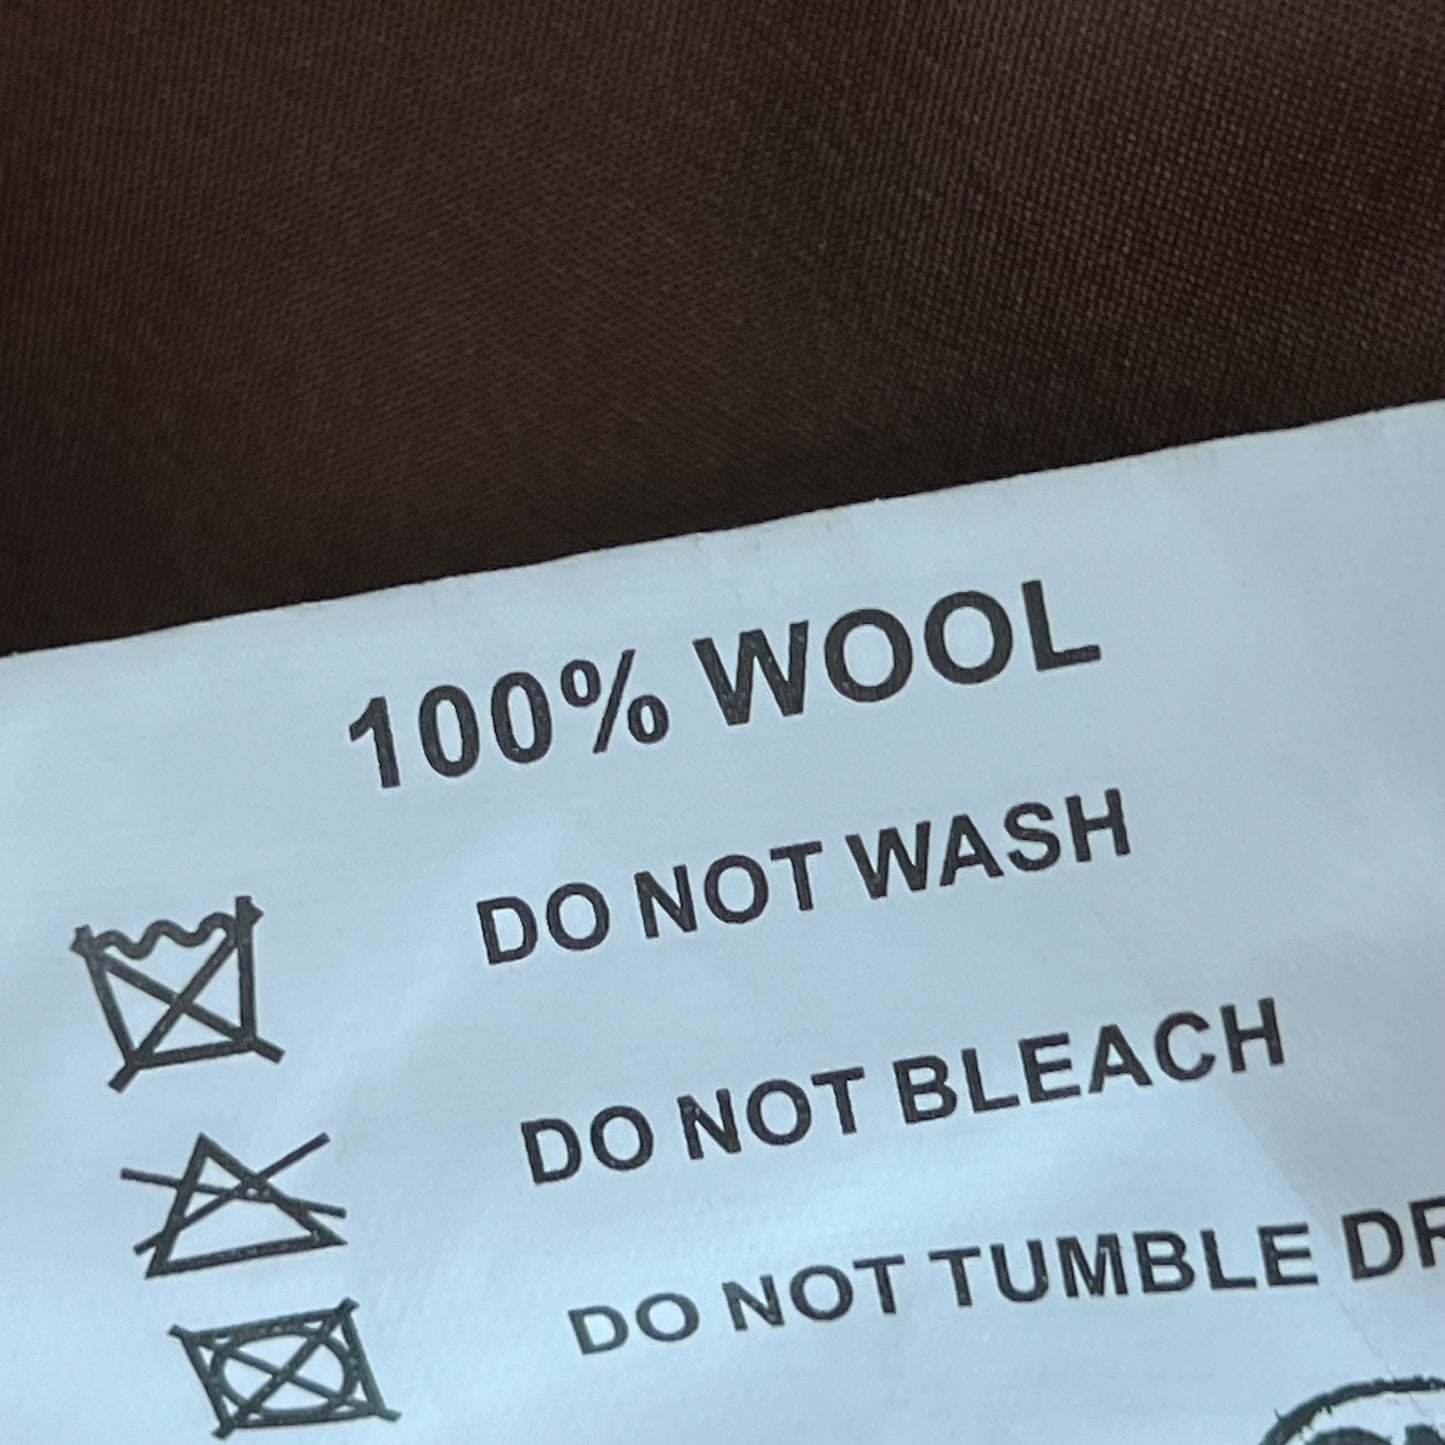 100% WOOL
DO NOT WASH
DO NOT BLEACH
DO NOT TUMBLE